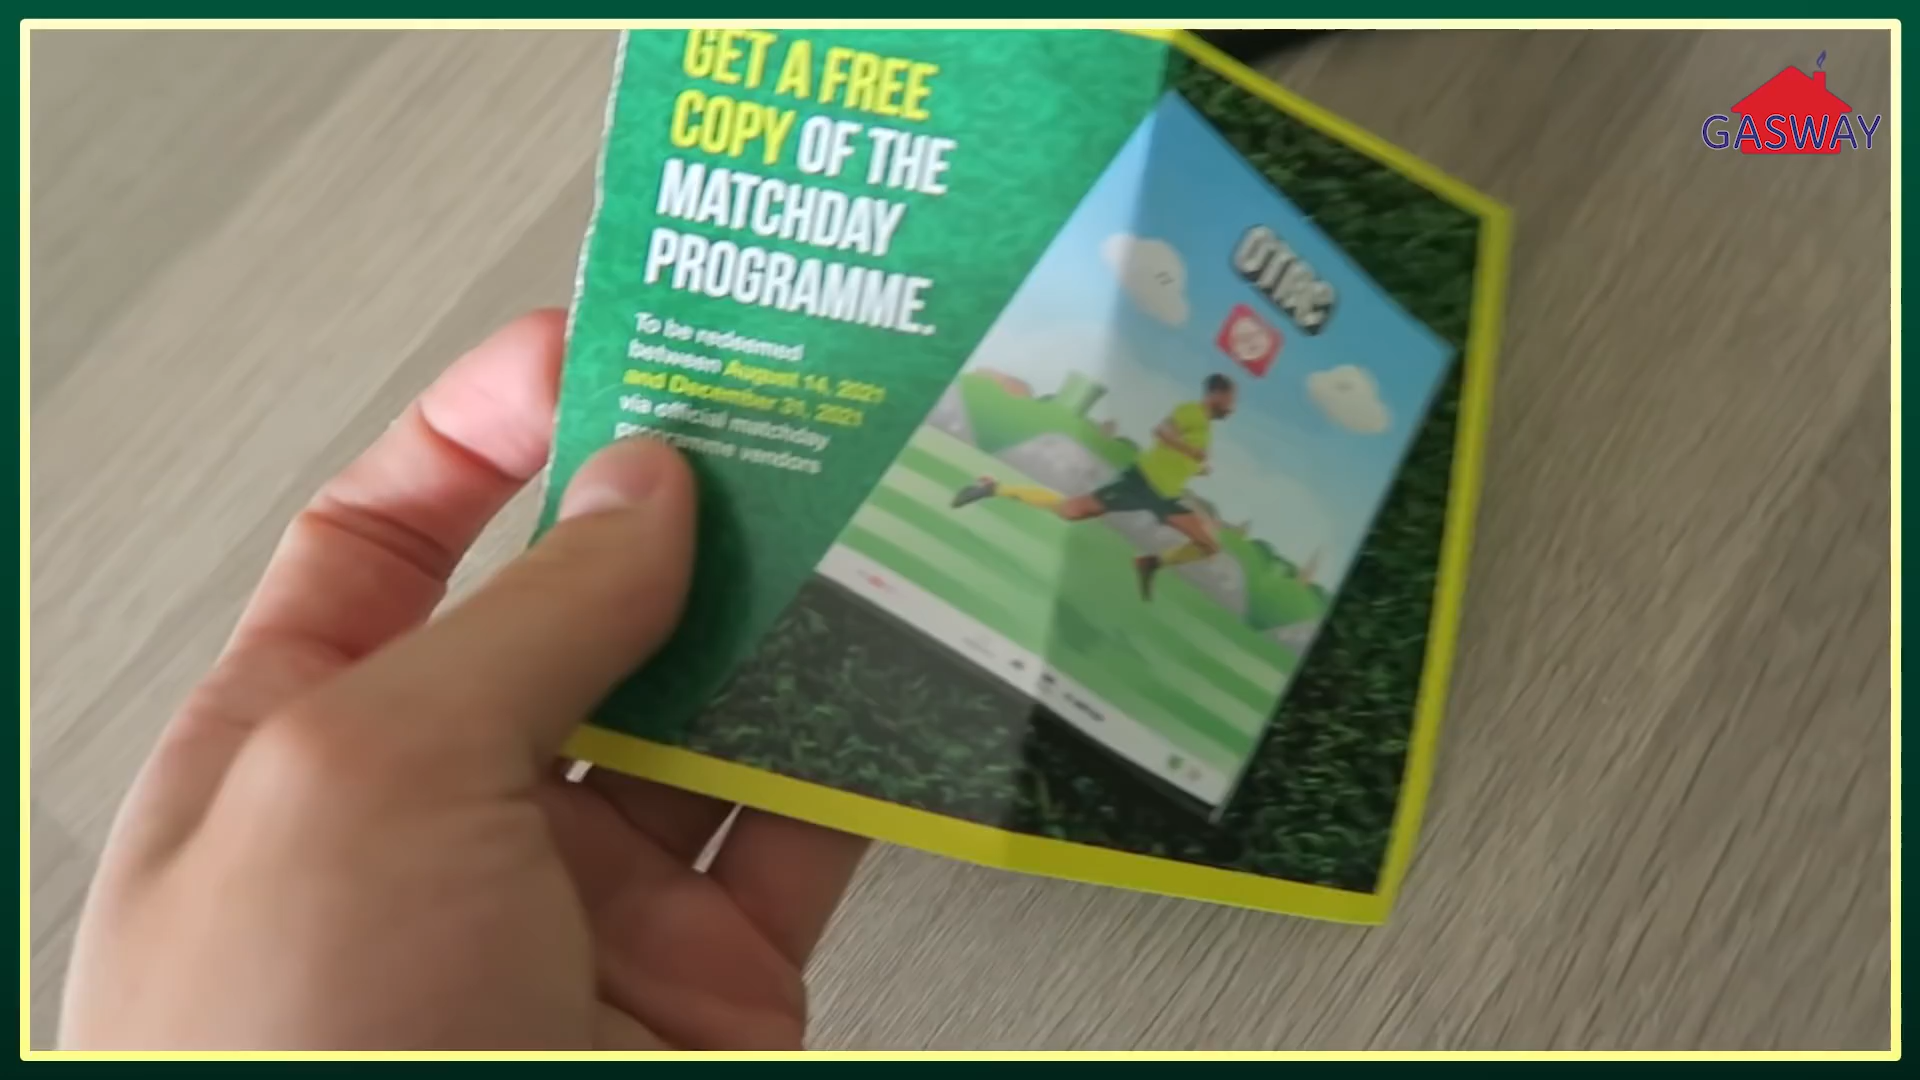 GET A FREE
COPY OF THE
MATCHDAY
PROGRAMME.
To be redeemed
between August 14, 2021
and December 31, 2021
via official matchday
programme vendors
OTBC
GASWAY